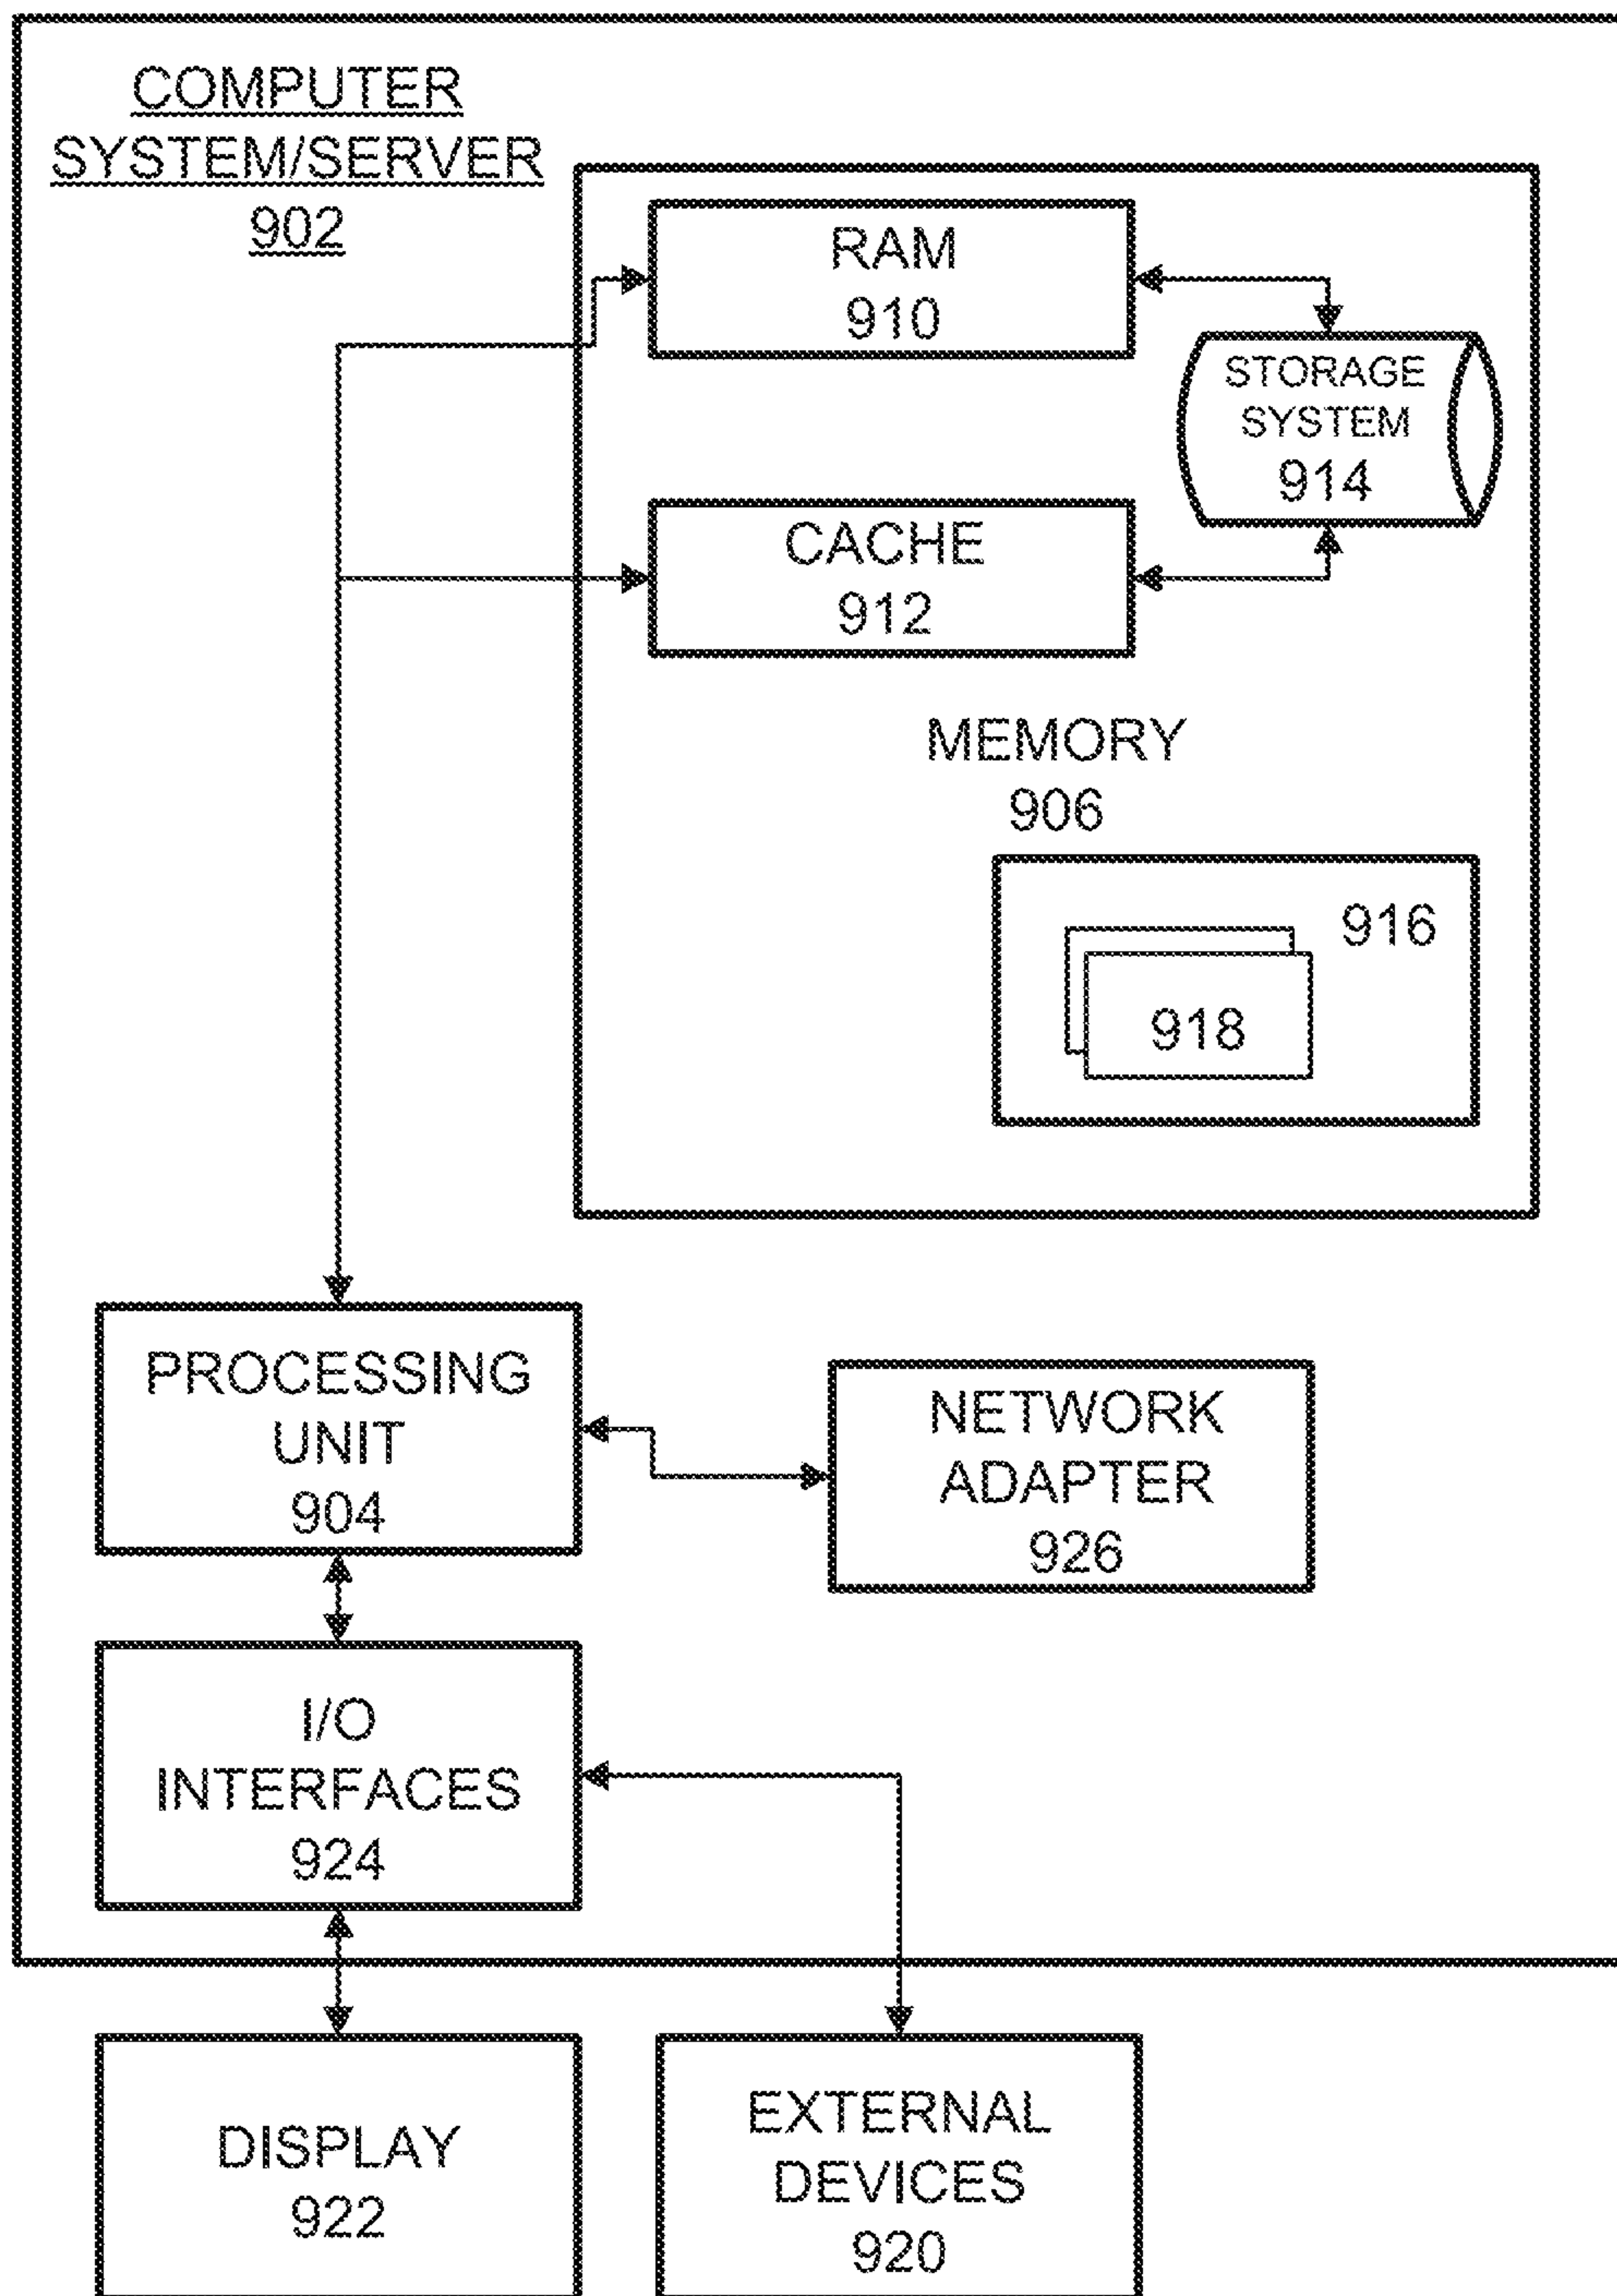 COMPUTER
SYSTEM/SERVER
902
RAM
910
STORAGE
SYSTEM
914
CACHE
912
MEMORY
906
916
918
PROCESSING
UNIT
904
NETWORK
ADAPTER
926
I/O
INTERFACES
924
DISPLAY
922
EXTERNAL
DEVICES
920